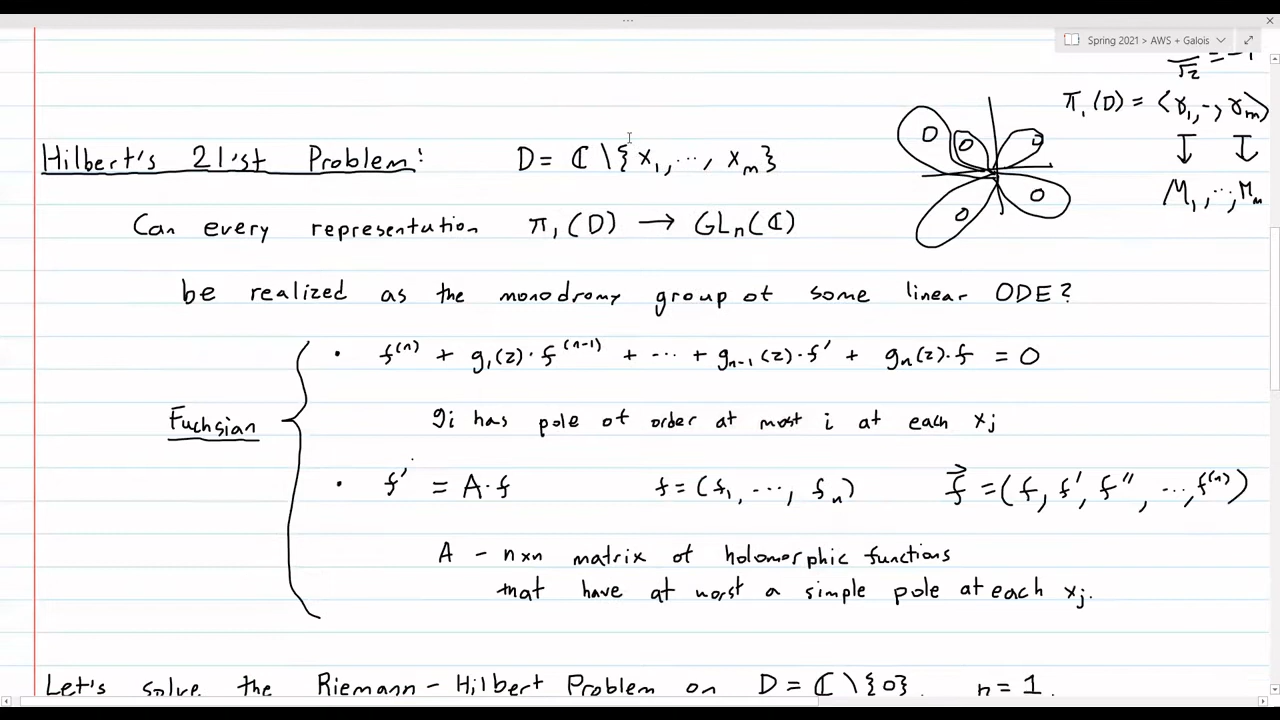 Spring 2021 > AWS + Galois
√2 = -1
π₁(D) = <γ₁, -, γₘ>
M₁, ..., Mₘ
Hilbert's 21st Problem: D = ℂ \ {x₁, ..., xₘ}
Can every representation π₁(D) → GLₙ(ℂ)
be realized as the monodromy group of some linear ODE?
• f⁽ⁿ⁾ + g₁(z)·f⁽ⁿ⁻¹⁾ + ... + gₙ₋₁(z)·f' + gₙ(z)·f = 0
Fuchsian
gi has pole of order at most i at each xj
• f' = A·f f = (f₁, ..., fₙ) f⃗ = (f, f', f'', ..., f⁽ⁿ⁾)
A - n×n matrix of holomorphic functions
that have at worst a simple pole at each xj.
Let's solve the Riemann-Hilbert Problem on D = ℂ \ {0}, n = 1.